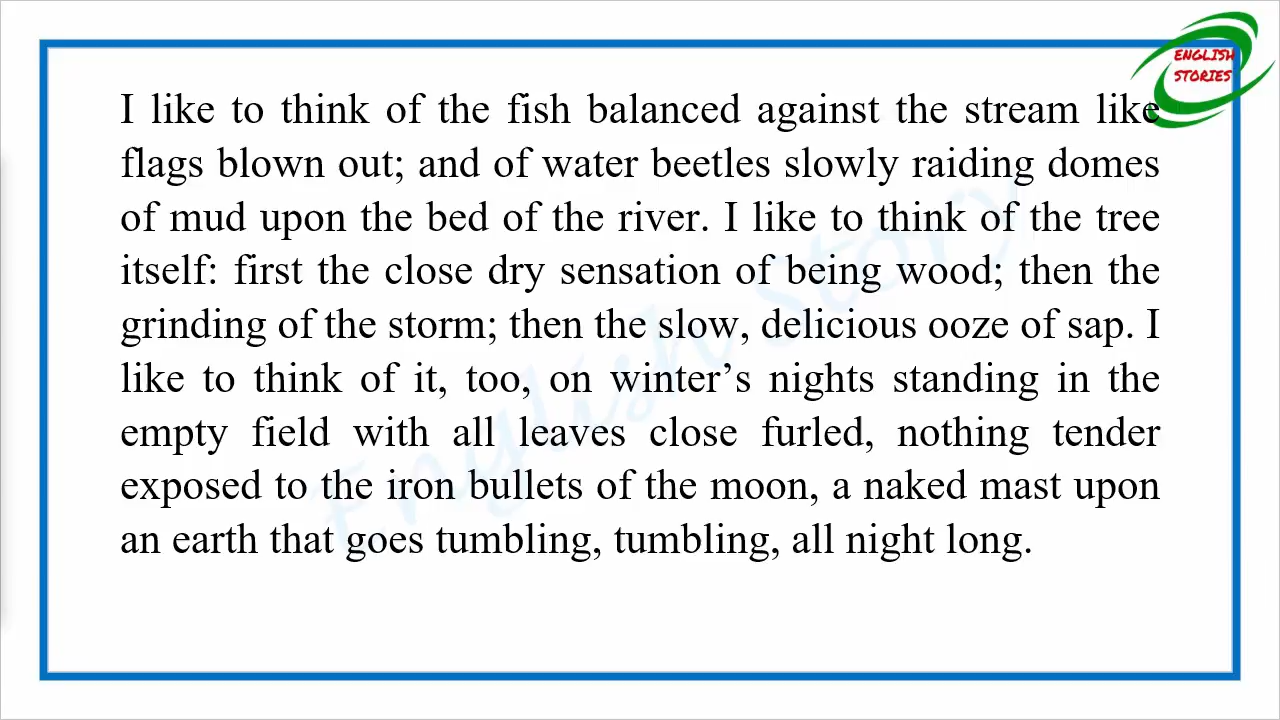 ENGLISH
STORIES
I like to think of the fish balanced against the stream like
flags blown out; and of water beetles slowly raiding domes
of mud upon the bed of the river. I like to think of the tree
itself: first the close dry sensation of being wood; then the
grinding of the storm; then the slow, delicious ooze of sap. I
like to think of it, too, on winter’s nights standing in the
empty field with all leaves close furled, nothing tender
exposed to the iron bullets of the moon, a naked mast upon
an earth that goes tumbling, tumbling, all night long.
English Story